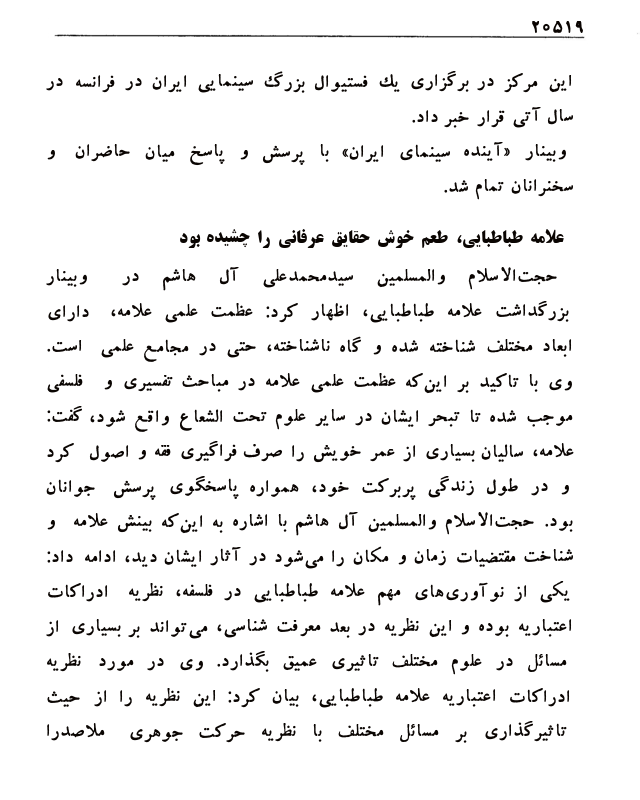 ۲۰۵۱۹
این مرکز در برگزاری یك فستیوال بزرگ سینمایی ایران در فرانسه در
سال آتی قرار خبر داد.
وبینار «آینده سینمای ایران» با پرسش و پاسخ میان حاضران و
سخنرانان تمام شد.
علامه طباطبایی، طعم خوش حقایق عرفانی را چشیده بود
حجت‌الاسلام والمسلمین سیدمحمدعلی آل هاشم در وبینار
بزرگداشت علامه طباطبایی، اظهار کرد: عظمت علمی علامه، دارای
ابعاد مختلف شناخته شده و گاه ناشناخته، حتی در مجامع علمی است.
وی با تاکید بر این‌که عظمت علمی علامه در مباحث تفسیری و فلسفی
موجب شده تا تبحر ایشان در سایر علوم تحت الشعاع واقع شود، گفت:
علامه، سالیان بسیاری از عمر خویش را صرف فراگیری فقه و اصول کرد
و در طول زندگی پربرکت خود، همواره پاسخگوی پرسش جوانان
بود. حجت‌الاسلام والمسلمین آل هاشم با اشاره به این‌که بینش علامه و
شناخت مقتضیات زمان و مکان را می‌شود در آثار ایشان دید، ادامه داد:
یکی از نوآوری‌های مهم علامه طباطبایی در فلسفه، نظریه ادراکات
اعتباریه بوده و این نظریه در بعد معرفت شناسی، می‌تواند بر بسیاری از
مسائل در علوم مختلف تاثیری عمیق بگذارد. وی در مورد نظریه
ادراکات اعتباریه علامه طباطبایی، بیان کرد: این نظریه را از حیث
تاثیرگذاری بر مسائل مختلف با نظریه حرکت جوهری ملاصدرا